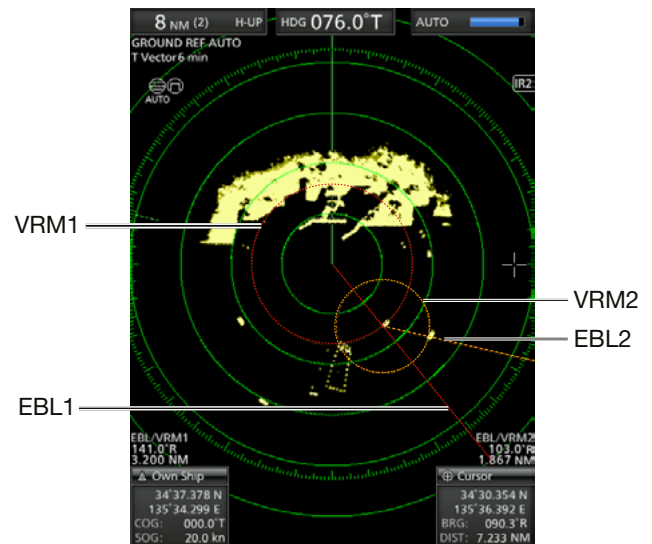 8 NM (2) H-UP HDG 076.0°T AUTO
GROUND REF AUTO
T Vector 6 min
AUTO
IR2
VRM1
VRM2
EBL2
EBL1
EBL/VRM1
141.0°R
3.200 NM
EBL/VRM2
103.0°R
1.867 NM
Own Ship
34°37.378 N
135°34.299 E
COG: 000.0°T
SOG: 20.0 kn
Cursor
34°30.354 N
135°36.392 E
BRG: 090.3°R
DIST: 7.233 NM